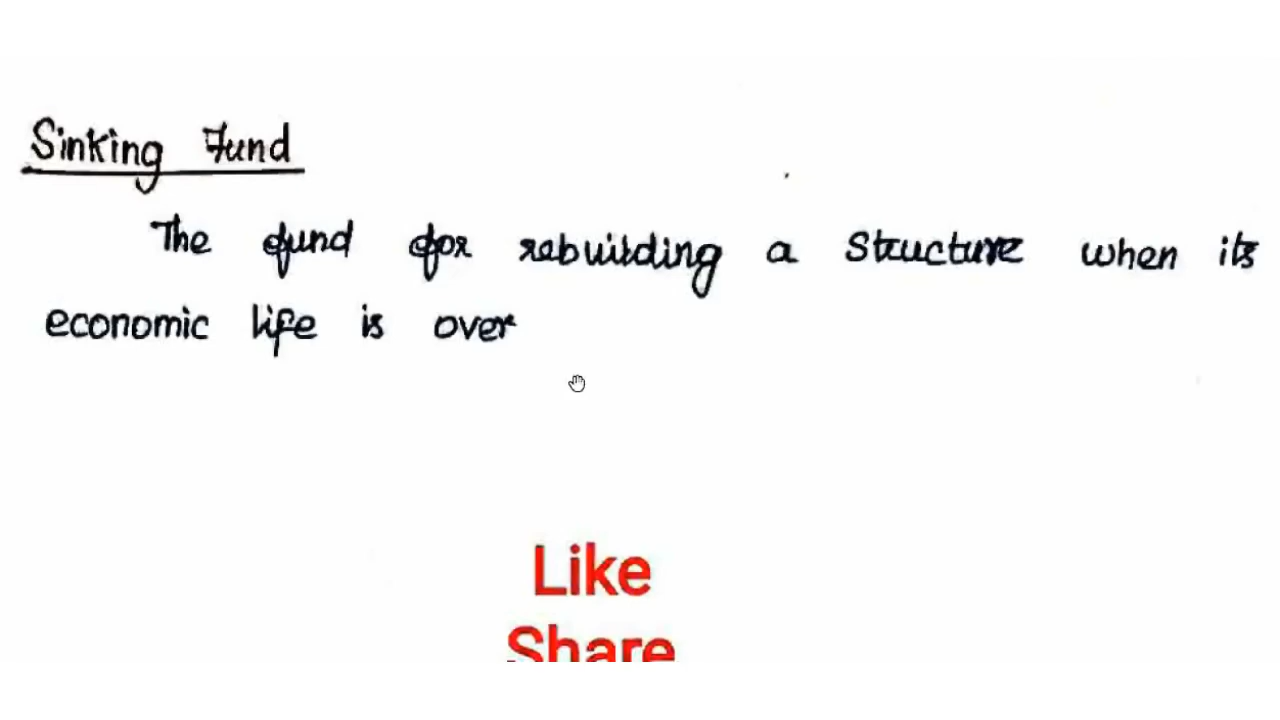 Sinking Fund
The fund for rebuilding a structure when its
economic life is over
Like
Share